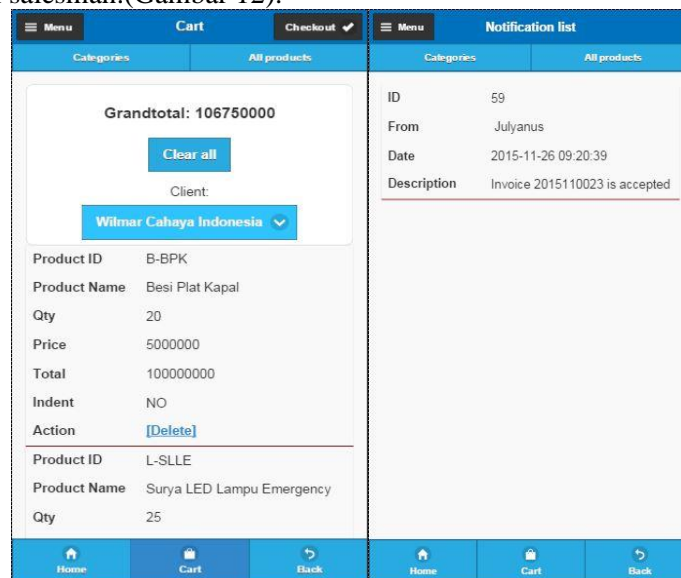 salesman.(Gambar 12).
Menu
Cart
Checkout
Categories
All products
Grandtotal: 106750000
Clear all
Client:
Wilmar Cahaya Indonesia
Product ID B-BPK
Product Name Besi Plat Kapal
Qty 20
Price 5000000
Total 100000000
Indent NO
Action [Delete]
Product ID L-SLLE
Product Name Surya LED Lampu Emergency
Qty 25
Home
Cart
Back
Menu
Notification list
Categories
All products
ID 59
From Julyanus
Date 2015-11-26 09:20:39
Description Invoice 2015110023 is accepted
Home
Cart
Back